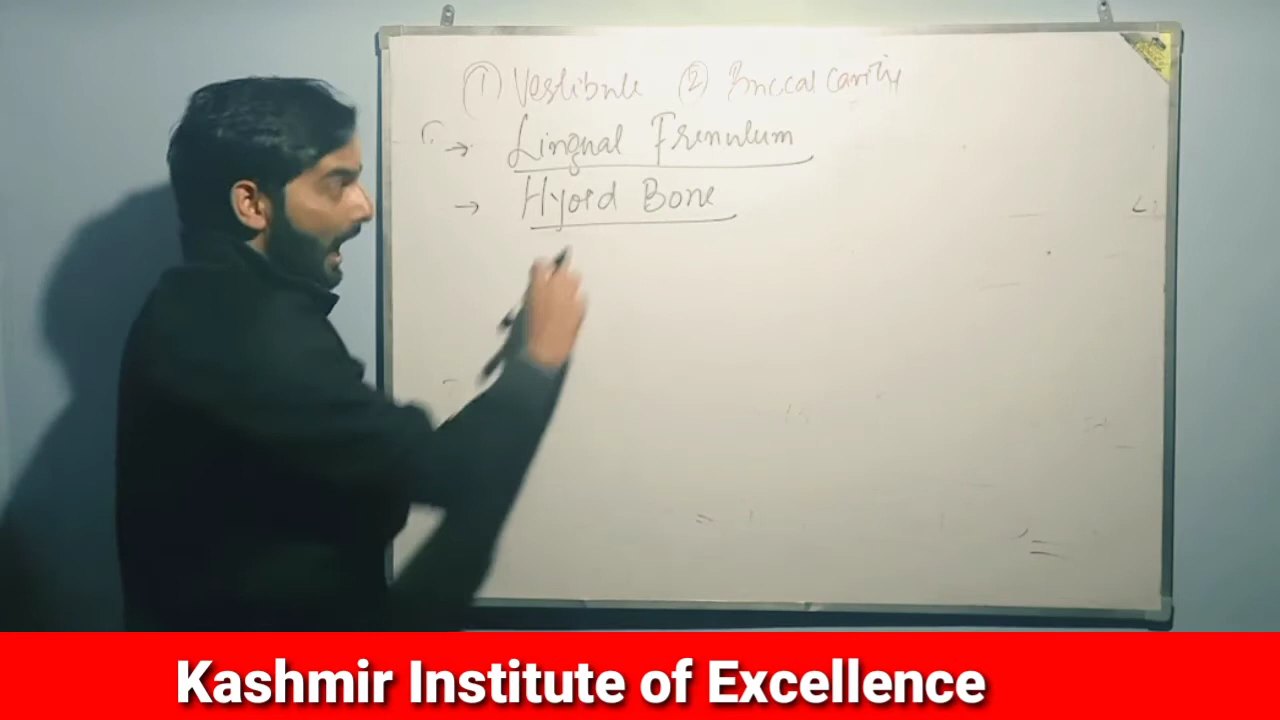 ① Vestibule ② Buccal Cavity
→ Lingual Frenulum
→ Hyoid Bone
Kashmir Institute of Excellence